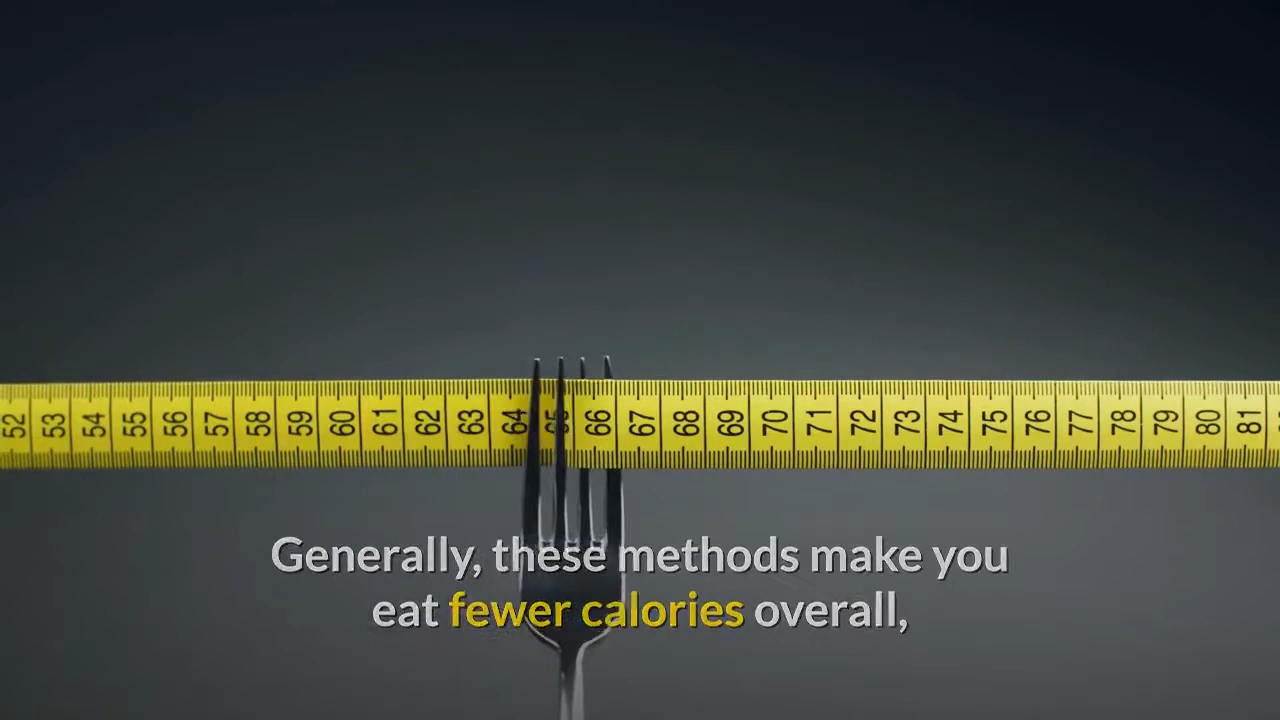 52 53 54 55 56 57 58 59 60 61 62 63 64 65 66 67 68 69 70 71 72 73 74 75 76 77 78 79 80 81
Generally, these methods make you
eat fewer calories overall,